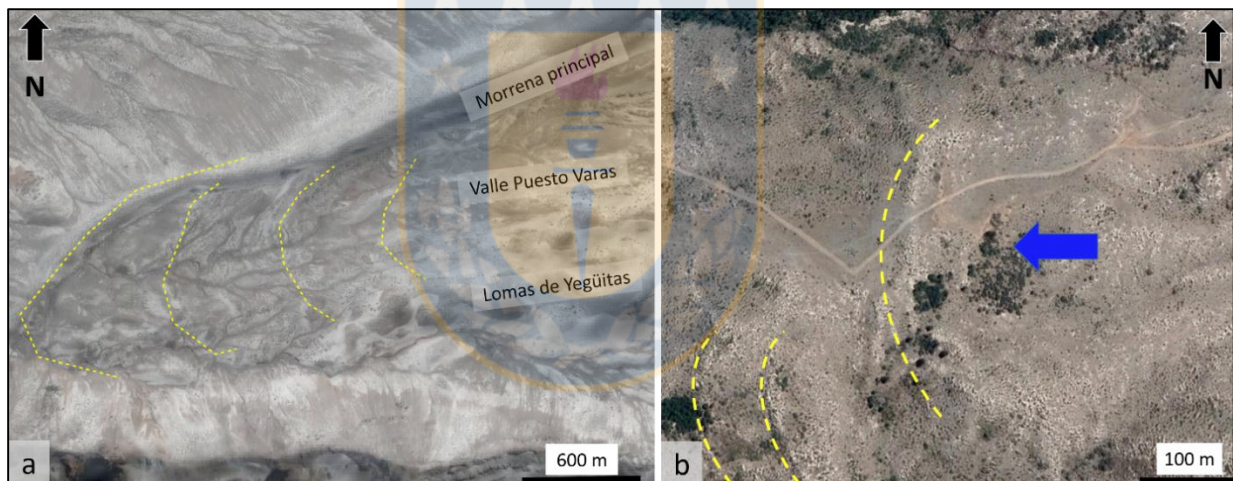 N
Morrena principal
Valle Puesto Varas
Lomas de Yegüitas
a
600 m
N
b
100 m